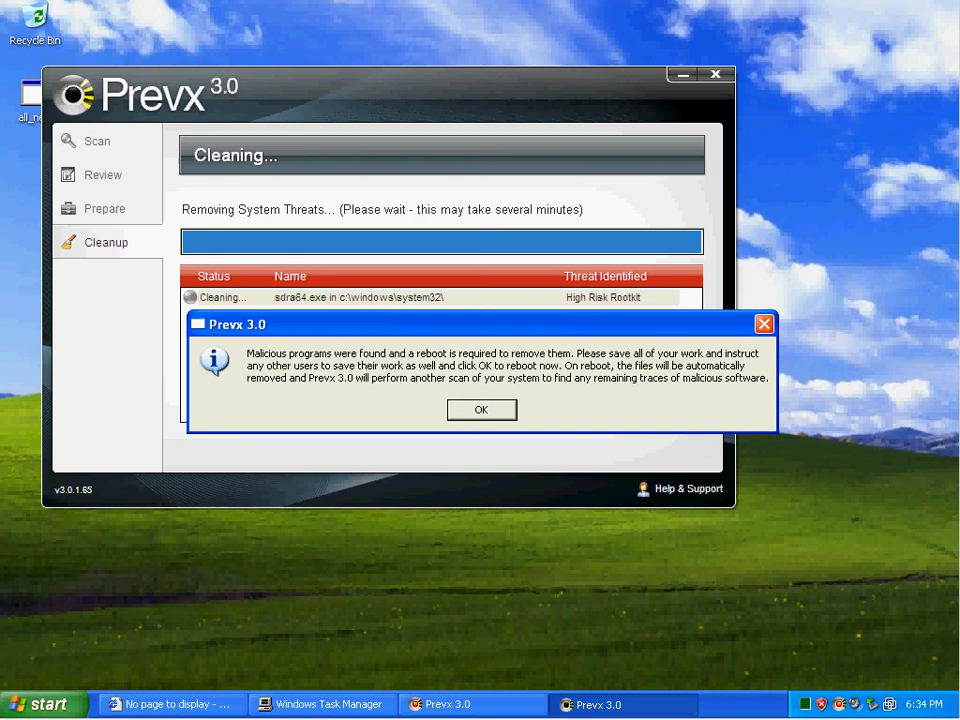 Recycle Bin
all_ne
Prevx 3.0
Scan
Review
Prepare
Cleanup
Cleaning...
Removing System Threats... (Please wait - this may take several minutes)
Status Name Threat Identified
Cleaning... sdra64.exe in c:\windows\system32\ High Risk Rootkit
Prevx 3.0
Malicious programs were found and a reboot is required to remove them. Please save all of your work and instruct
any other users to save their work as well and click OK to reboot now. On reboot, the files will be automatically
removed and Prevx 3.0 will perform another scan of your system to find any remaining traces of malicious software.
OK
v3.0.1.65
Help & Support
start
No page to display - ...
Windows Task Manager
Prevx 3.0
Prevx 3.0
6:34 PM